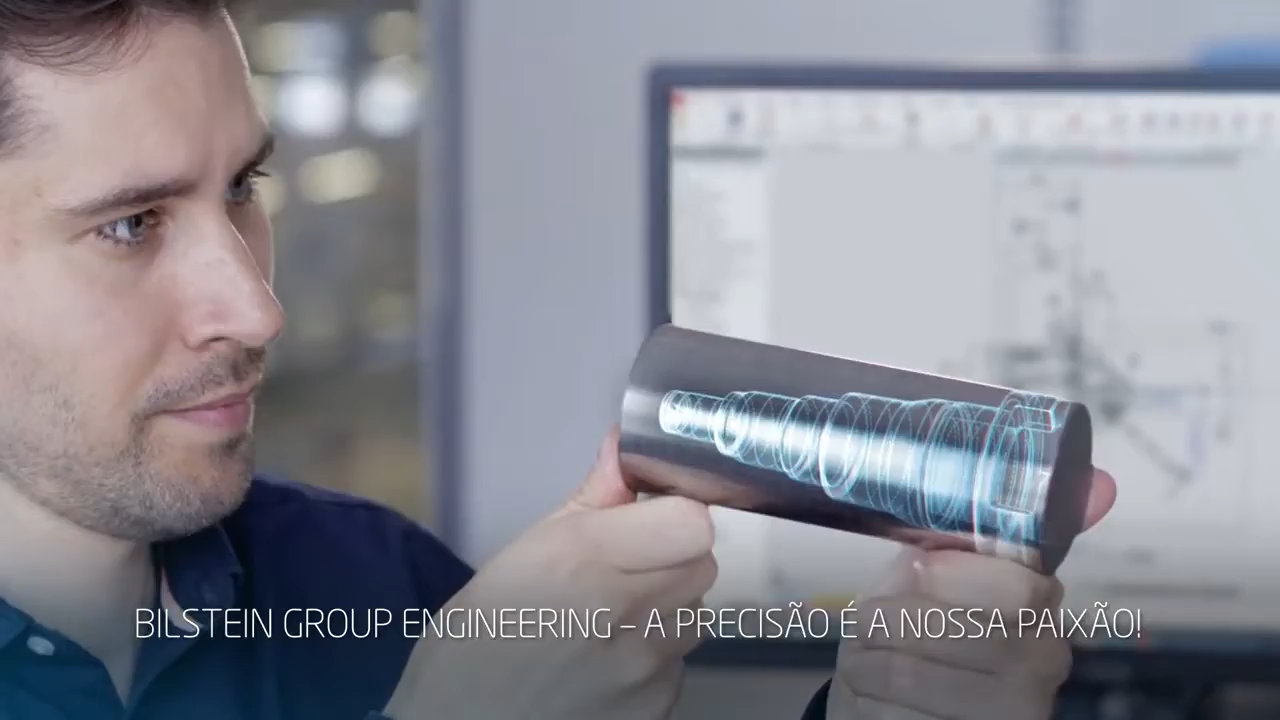 BILSTEIN GROUP ENGINEERING – A PRECISÃO É A NOSSA PAIXÃO!